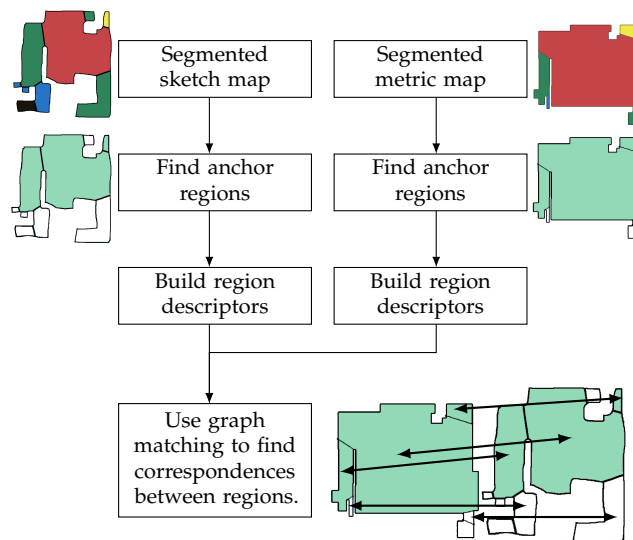 Segmented
sketch map
Segmented
metric map
Find anchor
regions
Find anchor
regions
Build region
descriptors
Build region
descriptors
Use graph
matching to find
correspondences
between regions.